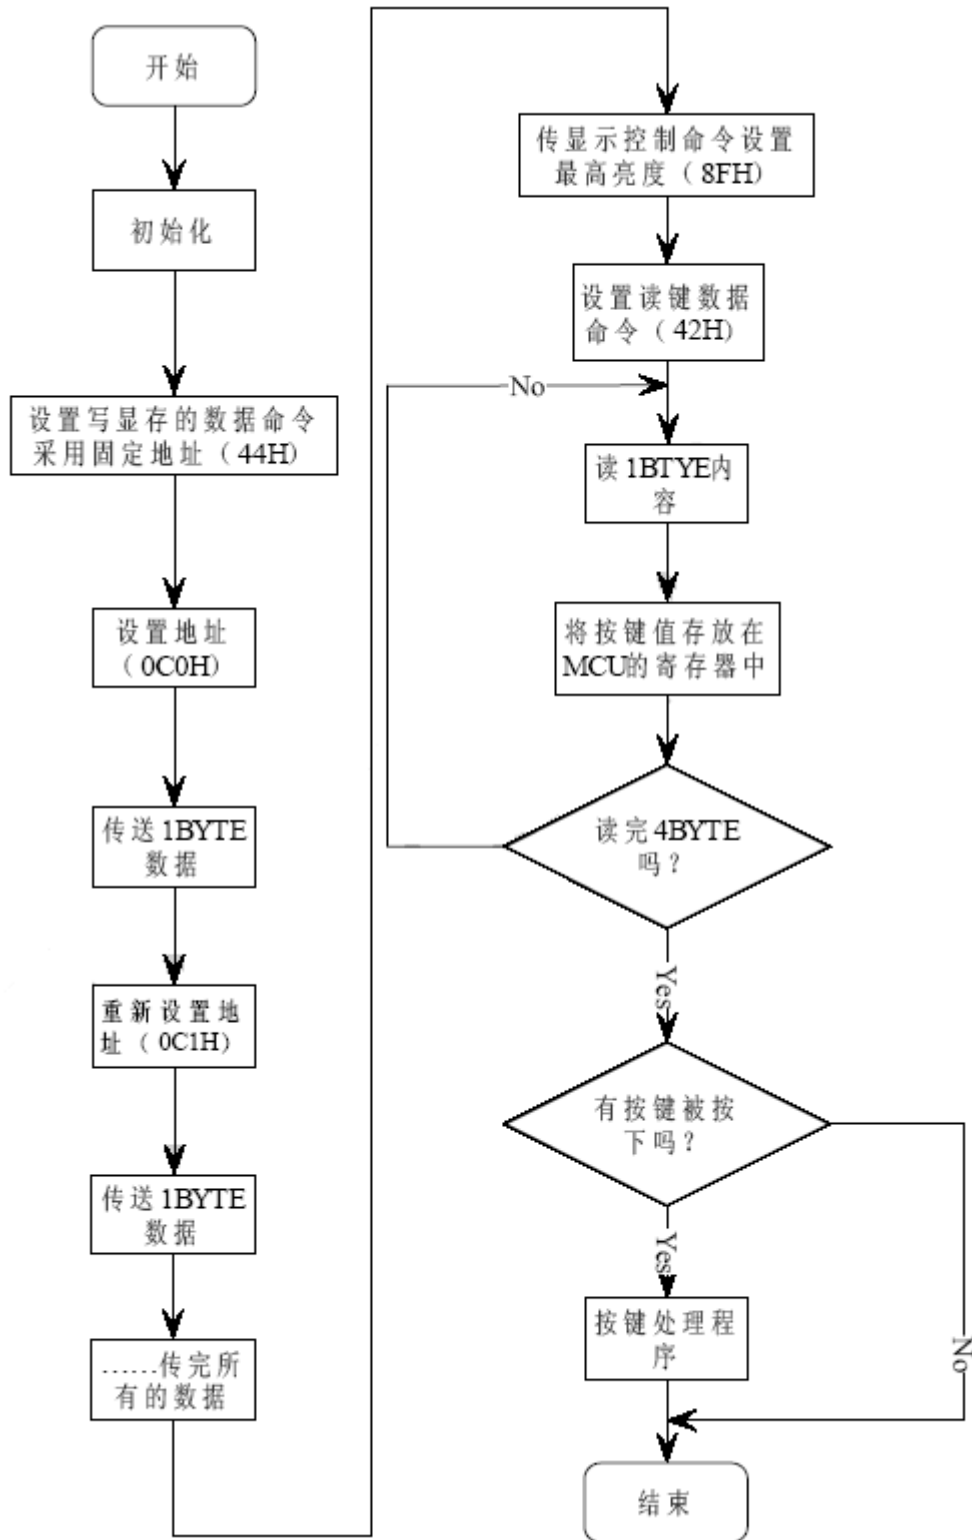 开始
初始化
设置写显存的数据命令
采用固定地址（44H）
设置地址
（0C0H）
传送1BYTE
数据
重新设置地
址（0C1H）
传送1BYTE
数据
......传完所
有的数据
传显示控制命令设置
最高亮度（8FH）
设置读键数据
命令（42H）
No
读1BTYE内
容
将按键值存放在
MCU的寄存器中
读完4BYTE
吗？
Yes
有按键被按
下吗？
Yes
No
按键处理程
序
结束